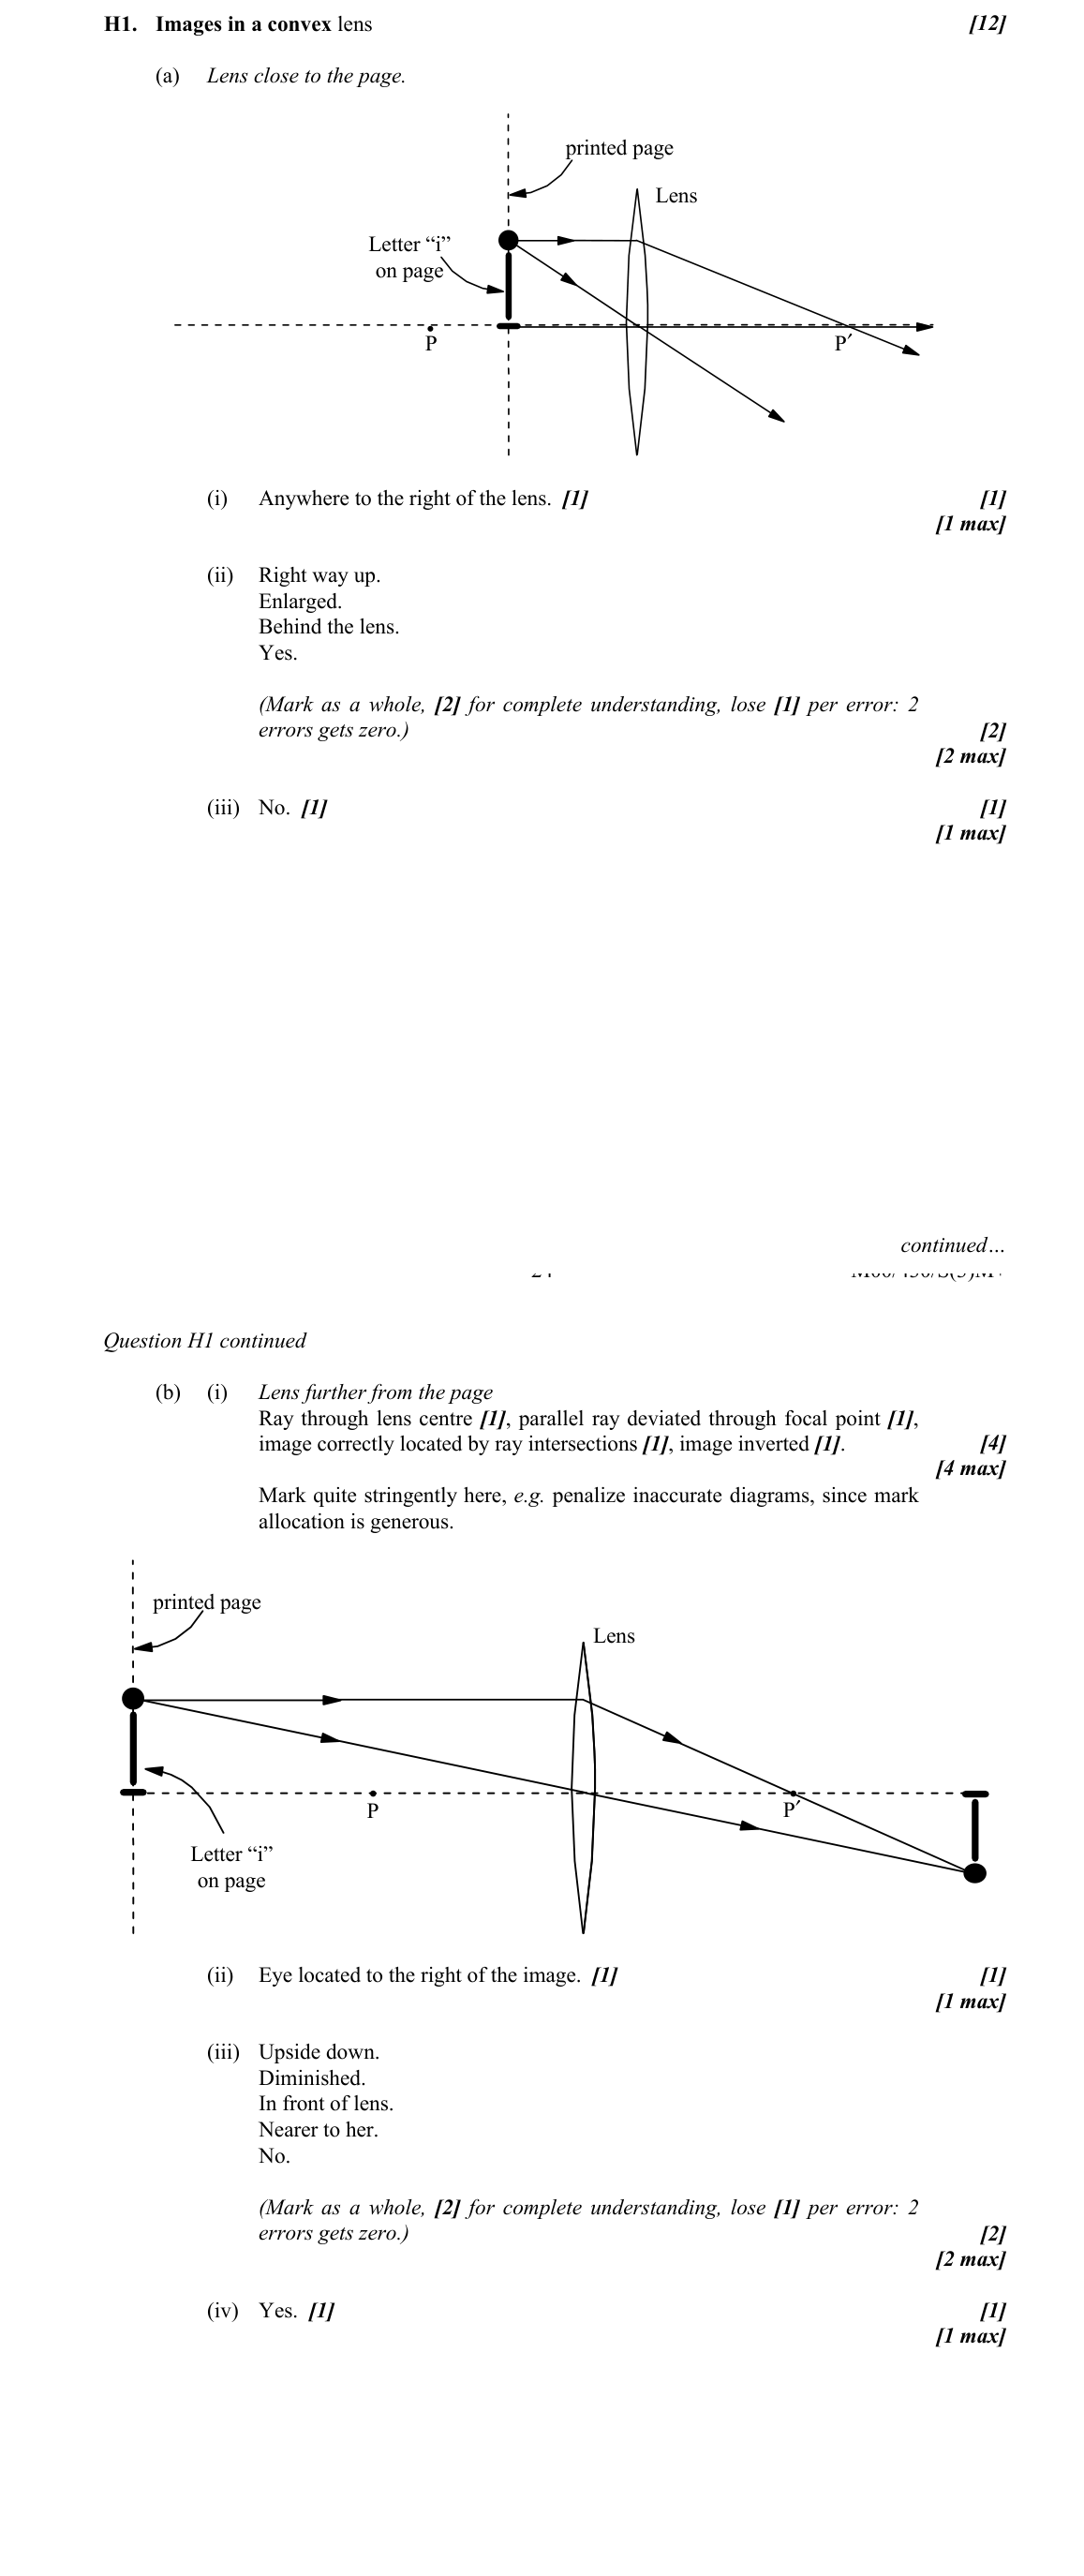 H1. Images in a convex lens [12]
(a) Lens close to the page.
printed page
Lens
Letter “i”
on page
P
P′
(i) Anywhere to the right of the lens. [1] [1]
[1 max]
(ii) Right way up.
Enlarged.
Behind the lens.
Yes.
(Mark as a whole, [2] for complete understanding, lose [1] per error: 2
errors gets zero.) [2]
[2 max]
(iii) No. [1] [1]
[1 max]
continued…
Question H1 continued
(b) (i) Lens further from the page
Ray through lens centre [1], parallel ray deviated through focal point [1],
image correctly located by ray intersections [1], image inverted [1]. [4]
[4 max]
Mark quite stringently here, e.g. penalize inaccurate diagrams, since mark
allocation is generous.
printed page
Lens
P
P′
Letter “i”
on page
(ii) Eye located to the right of the image. [1] [1]
[1 max]
(iii) Upside down.
Diminished.
In front of lens.
Nearer to her.
No.
(Mark as a whole, [2] for complete understanding, lose [1] per error: 2
errors gets zero.) [2]
[2 max]
(iv) Yes. [1] [1]
[1 max]